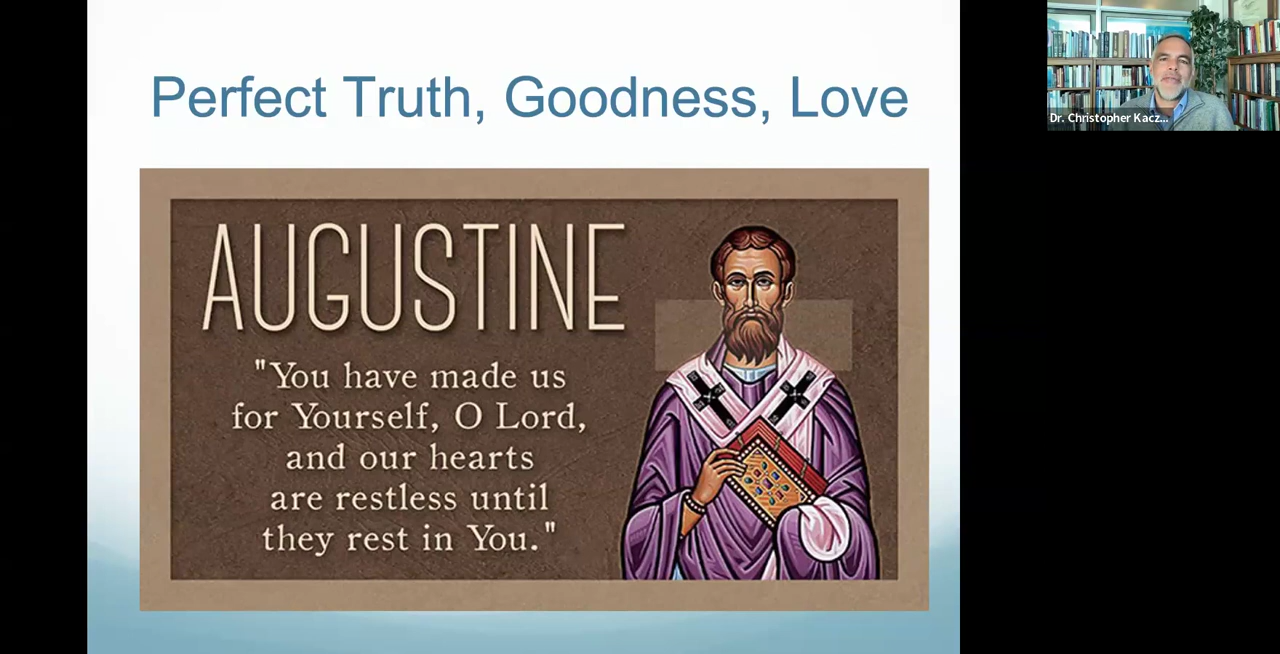 Perfect Truth, Goodness, Love
AUGUSTINE
"You have made us
for Yourself, O Lord,
and our hearts
are restless until
they rest in You."
Dr. Christopher Kacz...